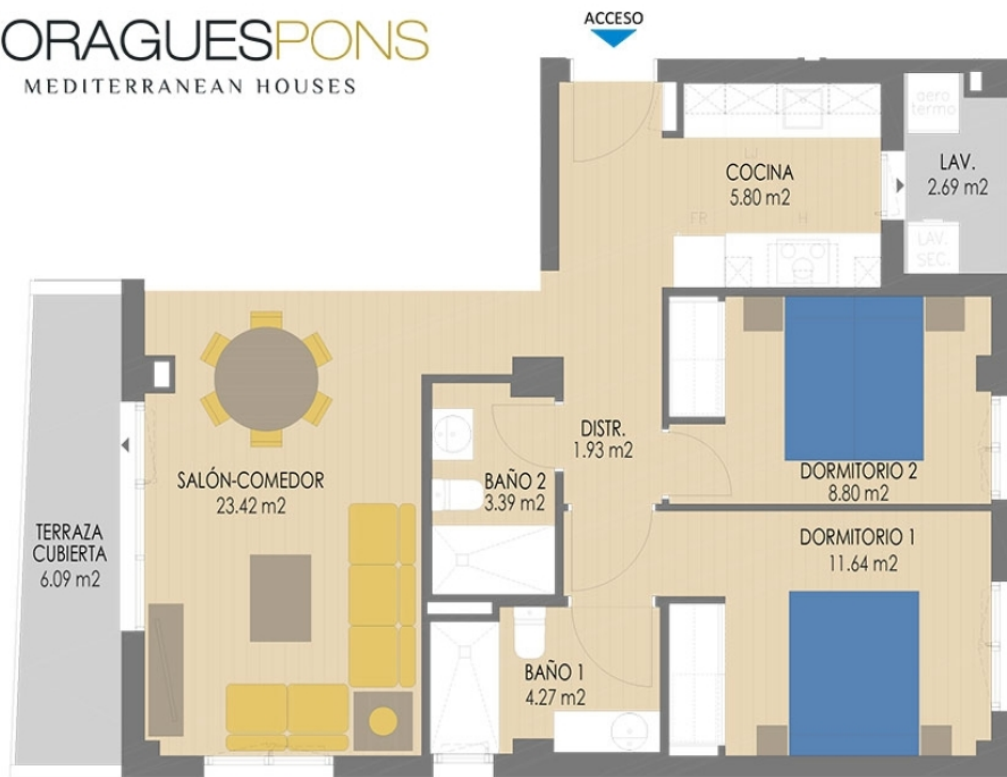 ORAGUESPONS
MEDITERRANEAN HOUSES
ACCESO
aero
termo
COCINA
5.80 m2
LAV.
2.69 m2
FR
H
LAV.
SEC.
DISTR.
1.93 m2
SALÓN-COMEDOR
23.42 m2
BAÑO 2
3.39 m2
DORMITORIO 2
8.80 m2
TERRAZA
CUBIERTA
6.09 m2
DORMITORIO 1
11.64 m2
BAÑO 1
4.27 m2